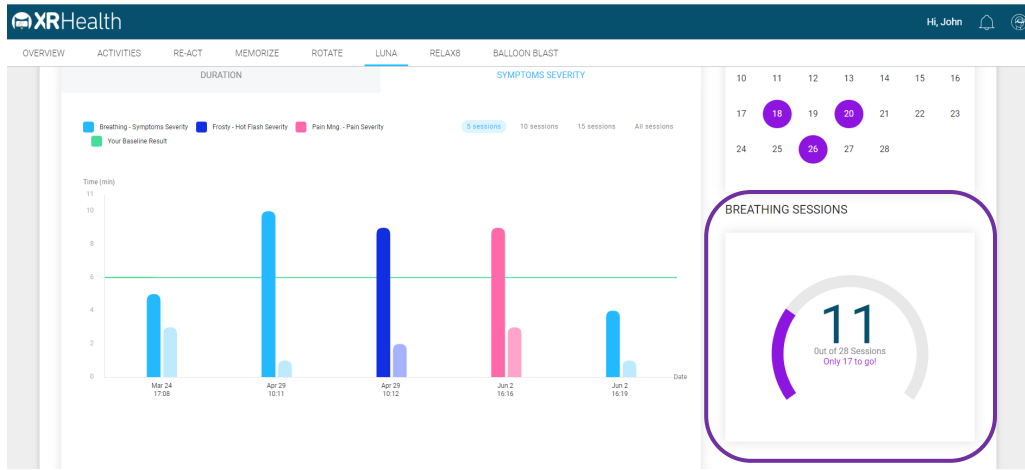 XRHealth
Hi, John
OVERVIEW ACTIVITIES RE-ACT MEMORIZE ROTATE LUNA RELAX8 BALLOON BLAST
DURATION SYMPTOMS SEVERITY
Breathing - Symptoms Severity Frosty - Hot Flash Severity Pain Mng. - Pain Severity
Your Baseline Result
5 sessions 10 sessions 15 sessions All sessions
Time (min)
11
10
8
6
4
2
0
Mar 24 Apr 29 Apr 29 Jun 2 Jun 2 Date
17:08 10:11 10:12 16:16 16:19
10 11 12 13 14 15 16
17 18 19 20 21 22 23
24 25 26 27 28
BREATHING SESSIONS
11
Out of 28 Sessions
Only 17 to go!